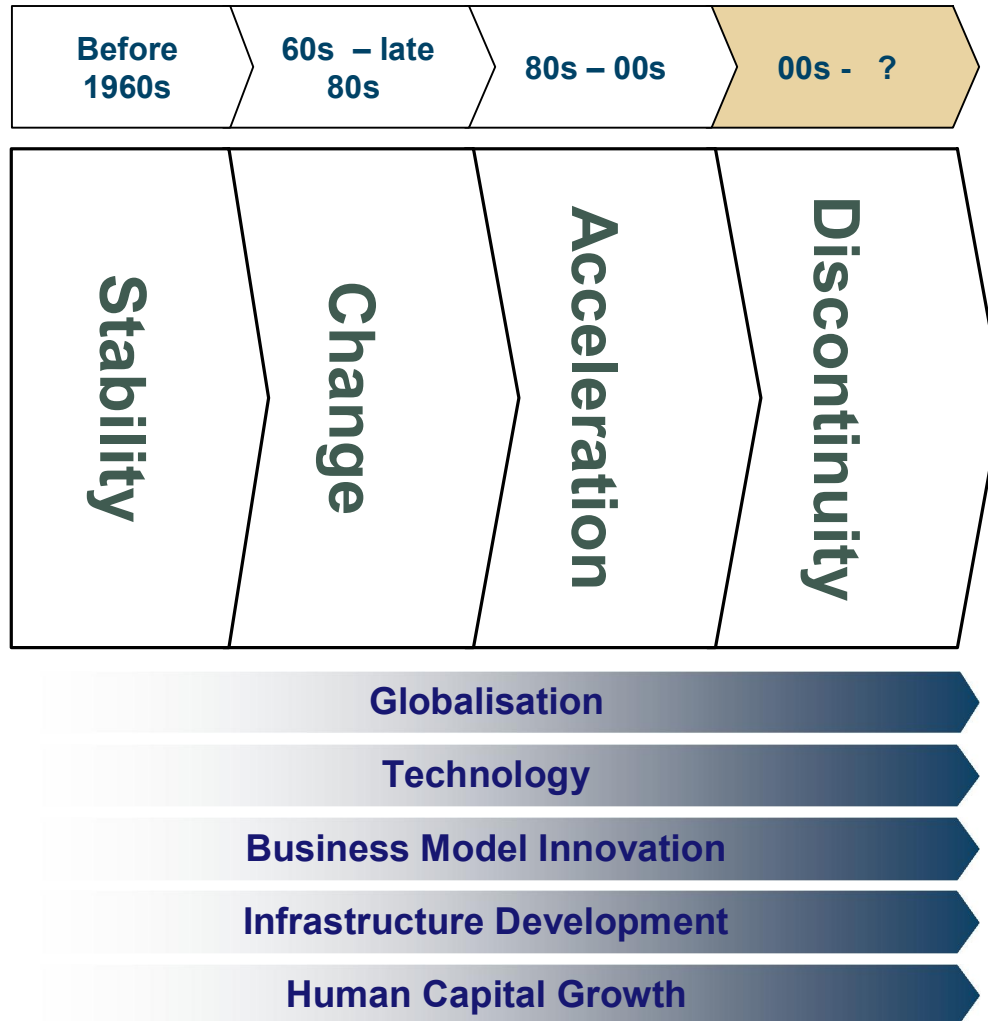 Before
1960s
60s – late
80s
80s – 00s
00s - ?
Stability
Change
Acceleration
Discontinuity
Globalisation
Technology
Business Model Innovation
Infrastructure Development
Human Capital Growth